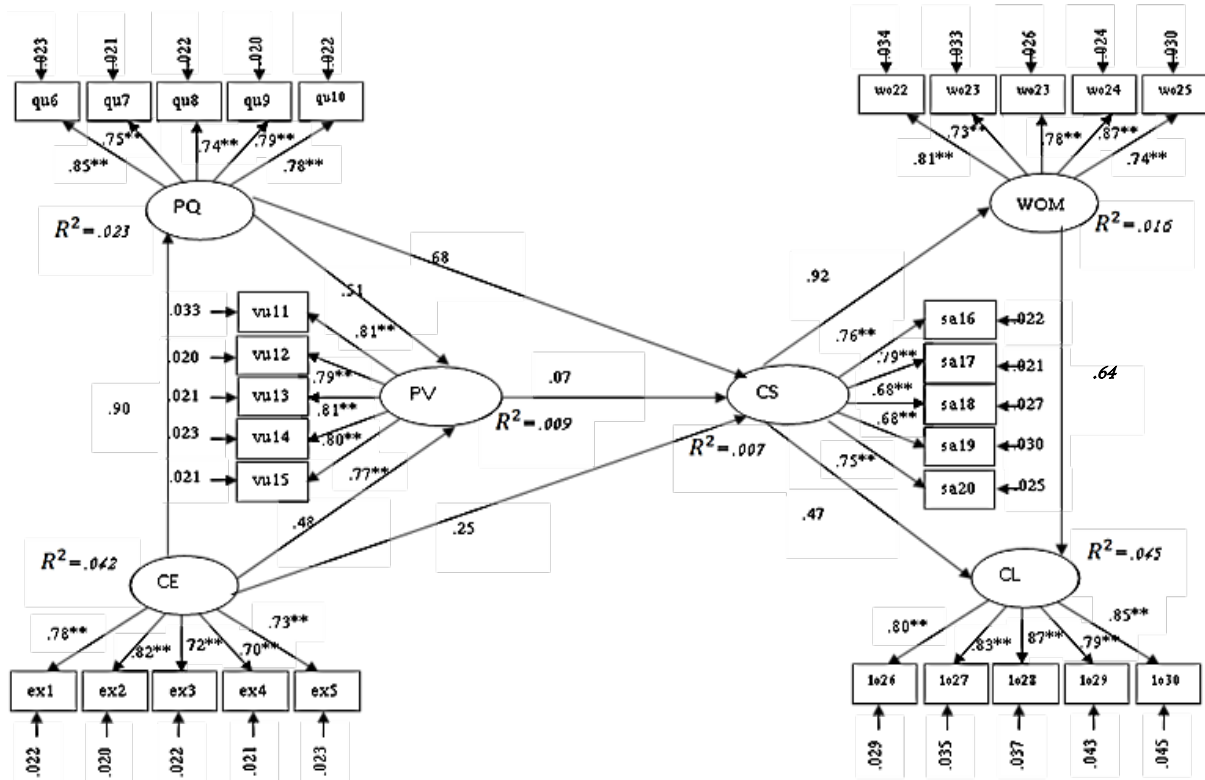 .023 .021 .022 .020 .022
qu6 qu7 qu8 qu9 qu10
.85** .75** .74** .79** .78**
PQ
R² = .023
.034 .033 .026 .024 .030
wo22 wo23 wo23 wo24 wo25
.81** .73** .78** .87** .74**
WOM
R² = .016
.68
.51
.92
.033 vu11 .81**
.020 vu12 .79**
.021 vu13 .81**
.023 vu14 .80**
.021 vu15 .77**
PV
R² = .009
.07
.90
.48
.25
CS
R² = .007
.76** sa16 .022
.79** sa17 .021
.68** sa18 .027
.68** sa19 .030
.75** sa20 .025
.64
.47
R² = .042
CE
.78** .82** .72** .70** .73**
ex1 ex2 ex3 ex4 ex5
.022 .020 .022 .021 .023
R² = .045
CL
.80** .83** .87** .79** .85**
1o26 1o27 1o28 1o29 1o30
.029 .035 .037 .043 .045